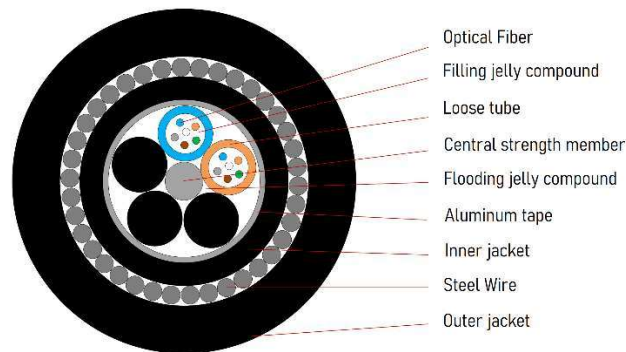 Optical Fiber
Filling jelly compound
Loose tube
Central strength member
Flooding jelly compound
Aluminum tape
Inner jacket
Steel Wire
Outer jacket